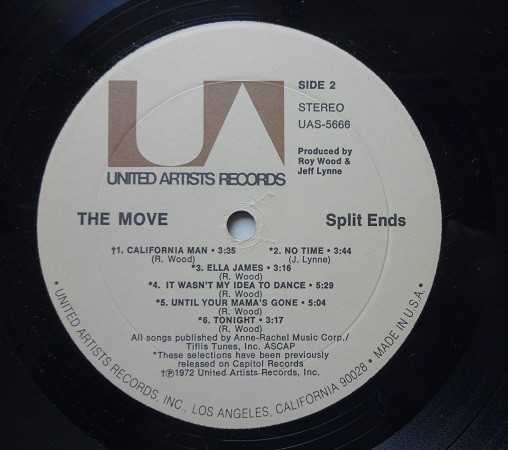 UA
UNITED ARTISTS RECORDS
SIDE 2
STEREO
UAS-5666
Produced by
Roy Wood &
Jeff Lynne
THE MOVE
Split Ends
†1. CALIFORNIA MAN • 3:35
(R. Wood)
*2. NO TIME • 3:44
(J. Lynne)
*3. ELLA JAMES • 3:16
(R. Wood)
*4. IT WASN'T MY IDEA TO DANCE • 5:29
(R. Wood)
*5. UNTIL YOUR MAMA'S GONE • 5:04
(R. Wood)
*6. TONIGHT • 3:17
(R. Wood)
All songs published by Anne-Rachel Music Corp./
Tiflis Tunes, Inc. ASCAP
*These selections have been previously
released on Capitol Records
†℗1972 United Artists Records, Inc.
• UNITED ARTISTS RECORDS, INC., LOS ANGELES, CALIFORNIA 90028 • MADE IN U.S.A. •